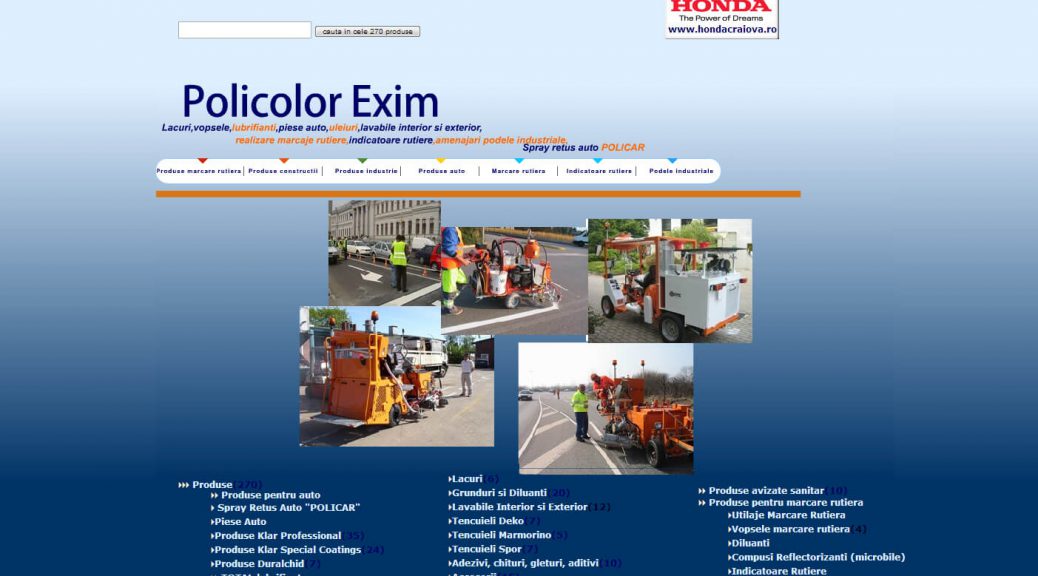 HONDA
The Power of Dreams
www.hondacraiova.ro
cauta in cele 270 produse
Policolor Exim
Lacuri,vopsele,lubrifianti,piese auto,uleiuri,lavabile interior si exterior,
realizare marcaje rutiere,indicatoare rutiere,amenajari podele industriale,
Spray retus auto POLICAR
Produse marcare rutiera Produse constructii Produse industrie Produse auto Marcare rutiera Indicatoare rutiere Podele industriale
Produse(270)
Produse pentru auto
Spray Retus Auto "POLICAR"
Piese Auto
Produse Klar Professional(35)
Produse Klar Special Coatings(24)
Produse Duralchid(7)
Lacuri(6)
Grunduri si Diluanti(20)
Lavabile Interior si Exterior(12)
Tencuieli Deko(7)
Tencuieli Marmorino(5)
Tencuieli Spor(7)
Adezivi, chituri, gleturi, aditivi(10)
Produse avizate sanitar(10)
Produse pentru marcare rutiera
Utilaje Marcare Rutiera
Vopsele marcare rutiera(4)
Diluanti
Compusi Reflectorizanti (microbile)
Indicatoare Rutiere